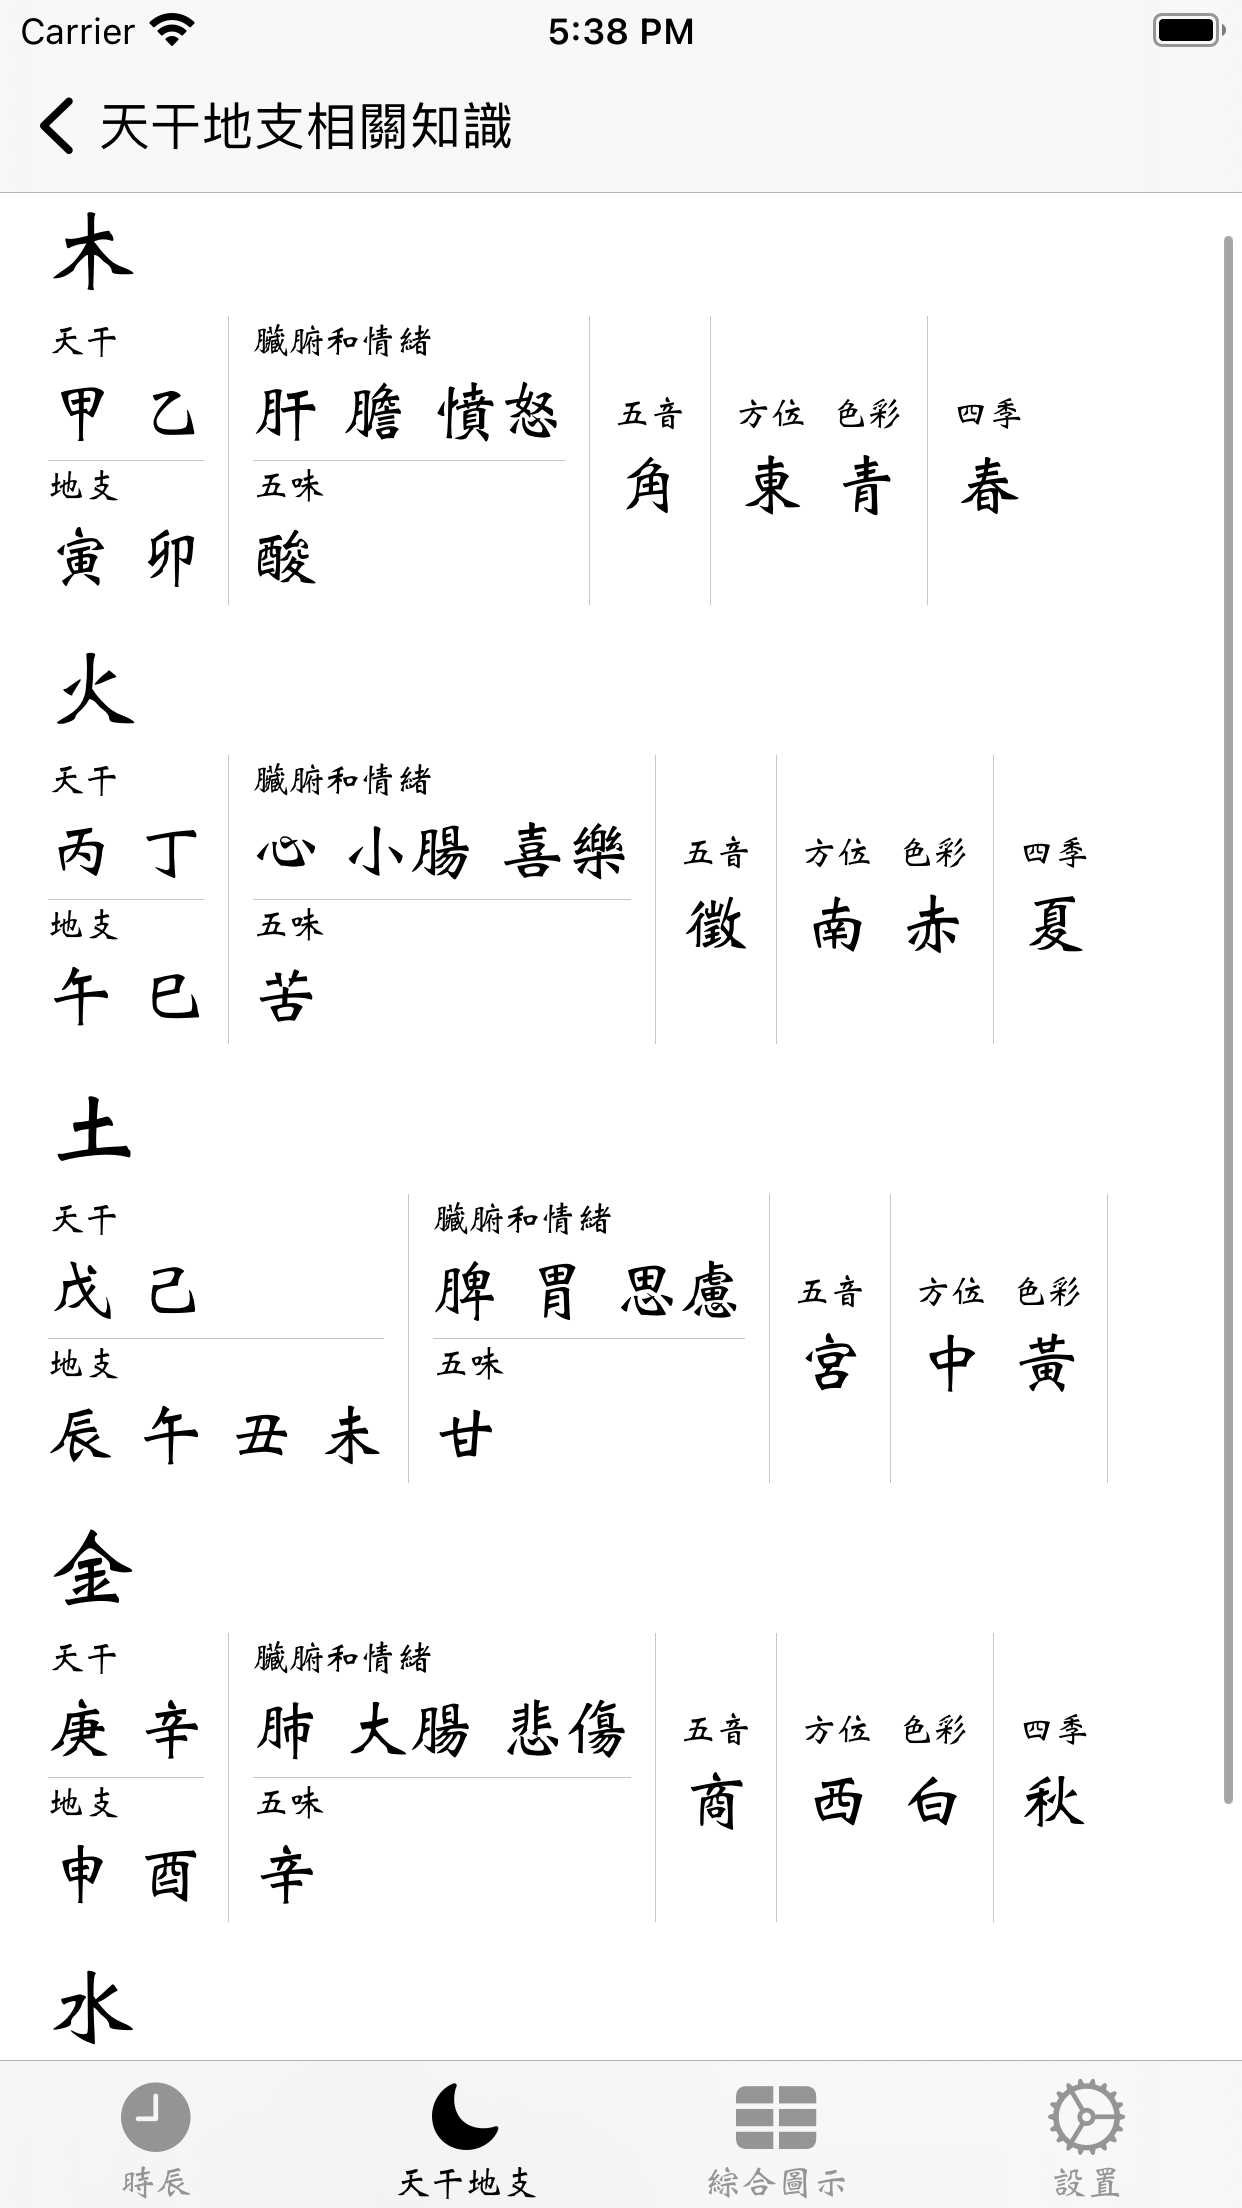 Carrier 5:38 PM
天干地支相關知識
木
天干 臟腑和情緒
甲 乙 肝 膽 憤怒
五音 方位 色彩 四季
角 東 青 春
地支 五味
寅 卯 酸
火
天干 臟腑和情緒
丙 丁 心 小腸 喜樂
五音 方位 色彩 四季
徵 南 赤 夏
地支 五味
午 巳 苦
土
天干 臟腑和情緒
戊 己 脾 胃 思慮
五音 方位 色彩
宮 中 黃
地支 五味
辰 午 丑 未 甘
金
天干 臟腑和情緒
庚 辛 肺 大腸 悲傷
五音 方位 色彩 四季
商 西 白 秋
地支 五味
申 酉 辛
水
時辰 天干地支 綜合圖示 設置